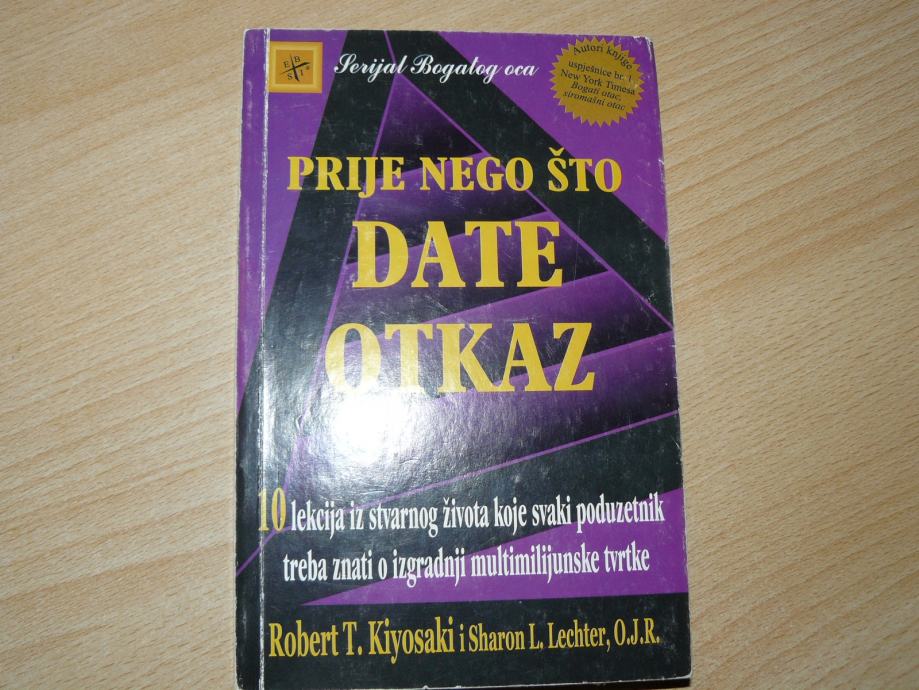 E B
S I s
Serijal Bogatog oca
Autori knjige
uspješnice br. 1
New York Timesa
Bogati otac,
siromašni otac
PRIJE NEGO ŠTO
DATE
OTKAZ
10 lekcija iz stvarnog života koje svaki poduzetnik
treba znati o izgradnji multimilijunske tvrtke
Robert T. Kiyosaki i Sharon L. Lechter, O.J.R.